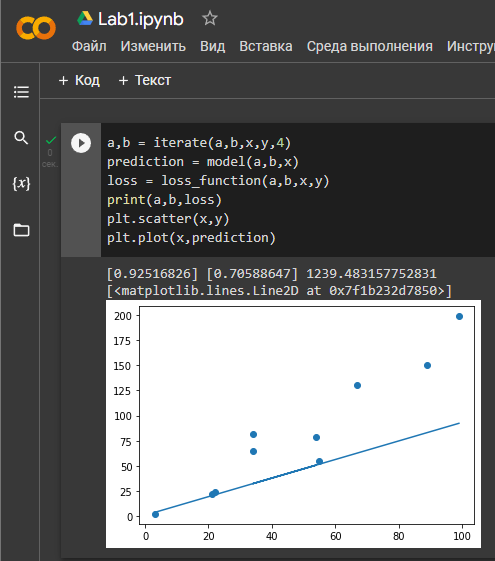 Lab1.ipynb
Файл Изменить Вид Вставка Среда выполнения Инстру
+ Код + Текст
0
сек.
{x}
a,b = iterate(a,b,x,y,4)
prediction = model(a,b,x)
loss = loss_function(a,b,x,y)
print(a,b,loss)
plt.scatter(x,y)
plt.plot(x,prediction)
[0.92516826] [0.70588647] 1239.483157752831
[<matplotlib.lines.Line2D at 0x7f1b232d7850>]
200
175
150
125
100
75
50
25
0
0 20 40 60 80 100